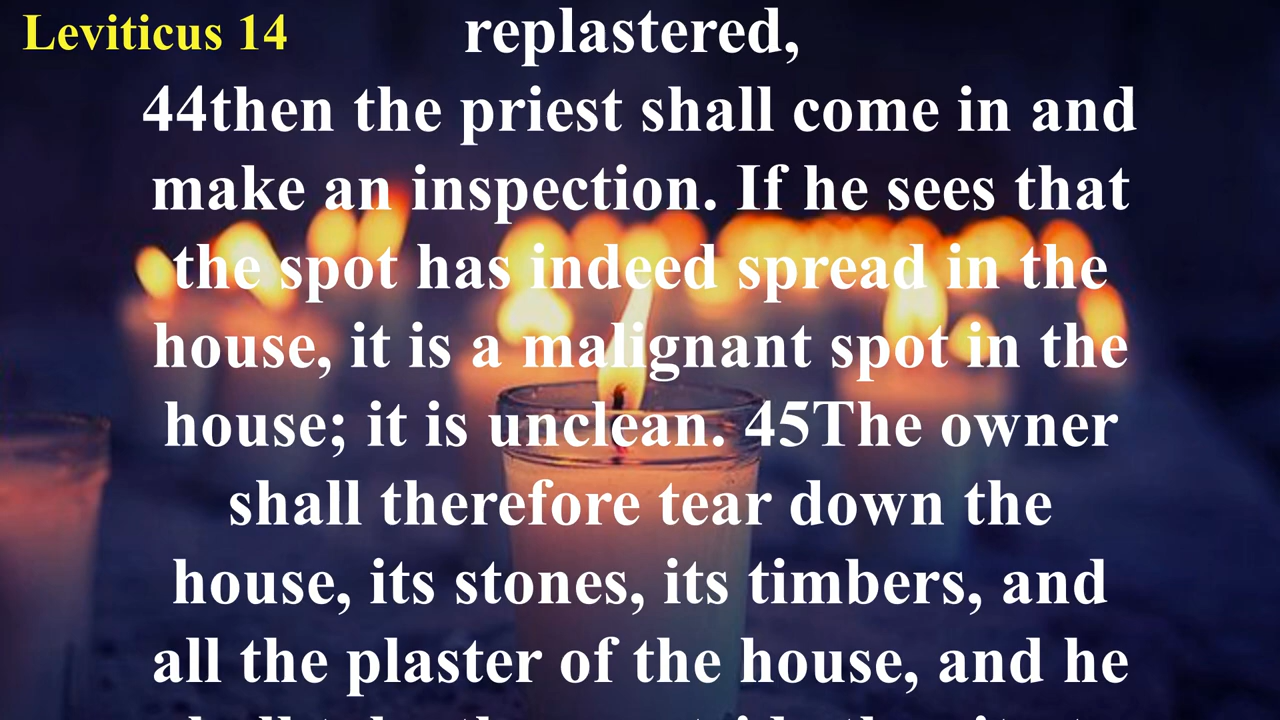 Leviticus 14
replastered,
44then the priest shall come in and
make an inspection. If he sees that
the spot has indeed spread in the
house, it is a malignant spot in the
house; it is unclean. 45The owner
shall therefore tear down the
house, its stones, its timbers, and
all the plaster of the house, and he